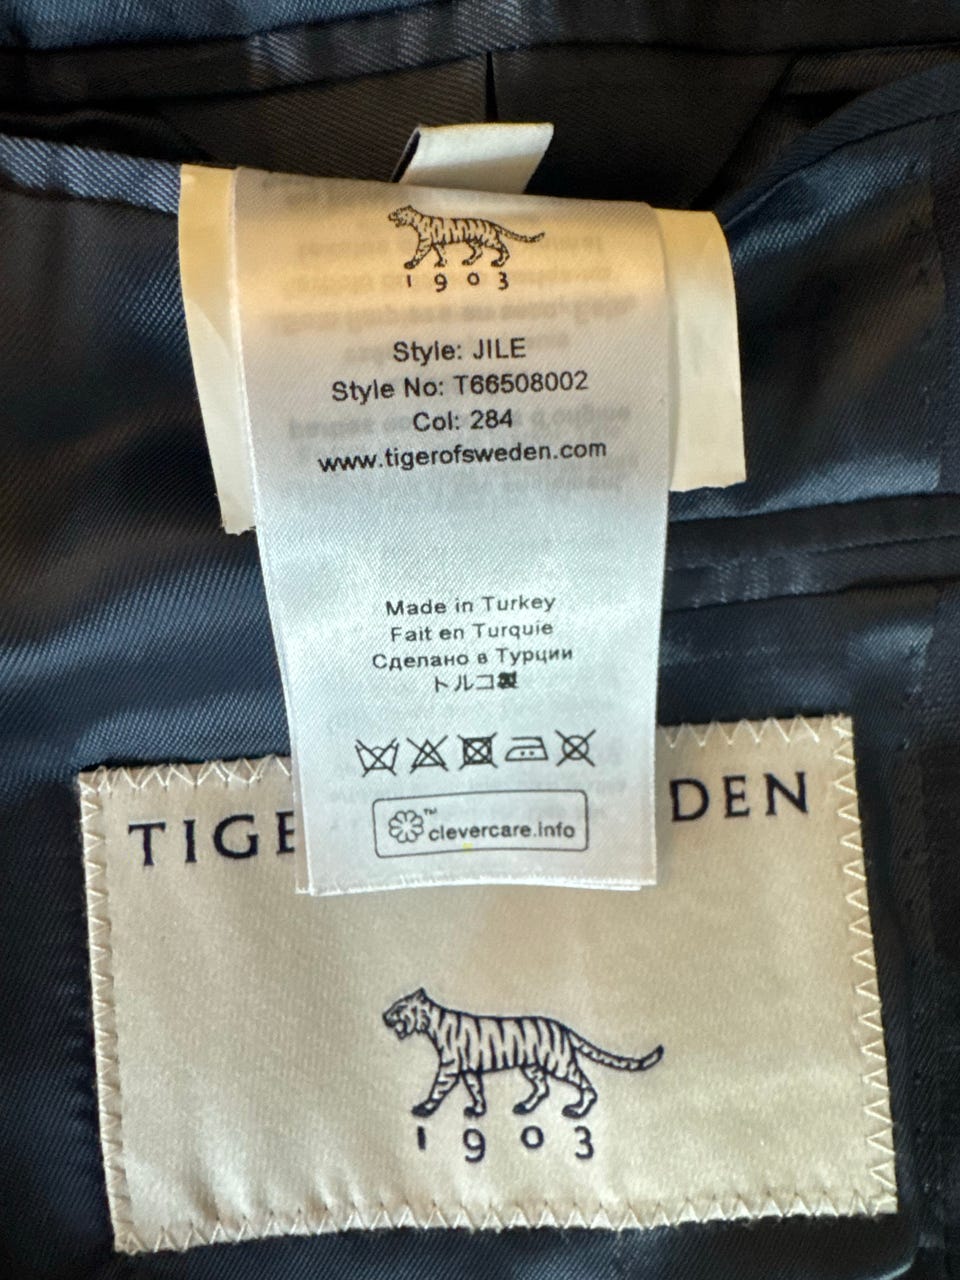 1903
Style: JILE
Style No: T66508002
Col: 284
www.tigerofsweden.com
Made in Turkey
Fait en Turquie
Сделано в Турции
トルコ製
™
clevercare.info
TIGE DEN
1903